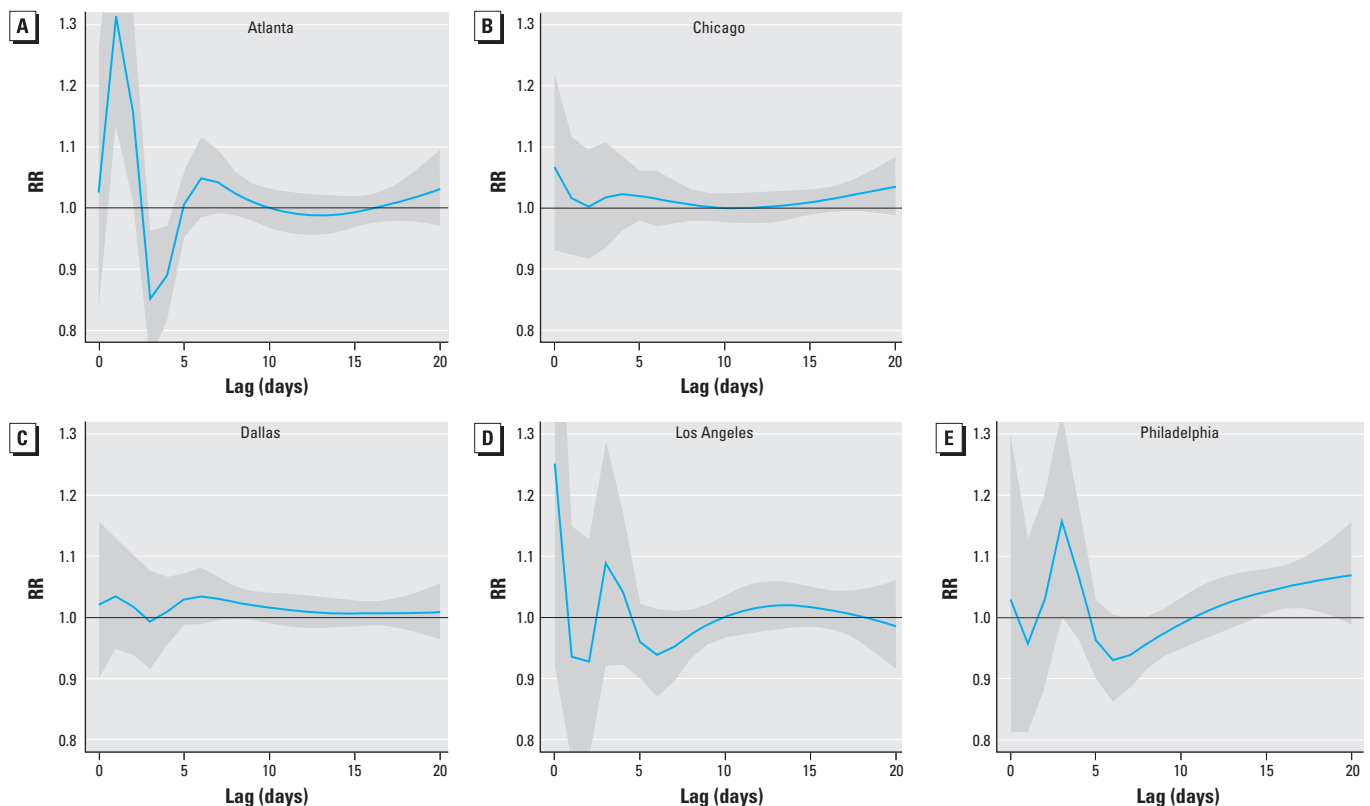 A
Atlanta
1.3
1.2
1.1
1.0
0.9
0.8
RR
0 5 10 15 20
Lag (days)
B
Chicago
1.3
1.2
1.1
1.0
0.9
0.8
RR
0 5 10 15 20
Lag (days)
C
Dallas
1.3
1.2
1.1
1.0
0.9
0.8
RR
0 5 10 15 20
Lag (days)
D
Los Angeles
1.3
1.2
1.1
1.0
0.9
0.8
RR
0 5 10 15 20
Lag (days)
E
Philadelphia
1.3
1.2
1.1
1.0
0.9
0.8
RR
0 5 10 15 20
Lag (days)